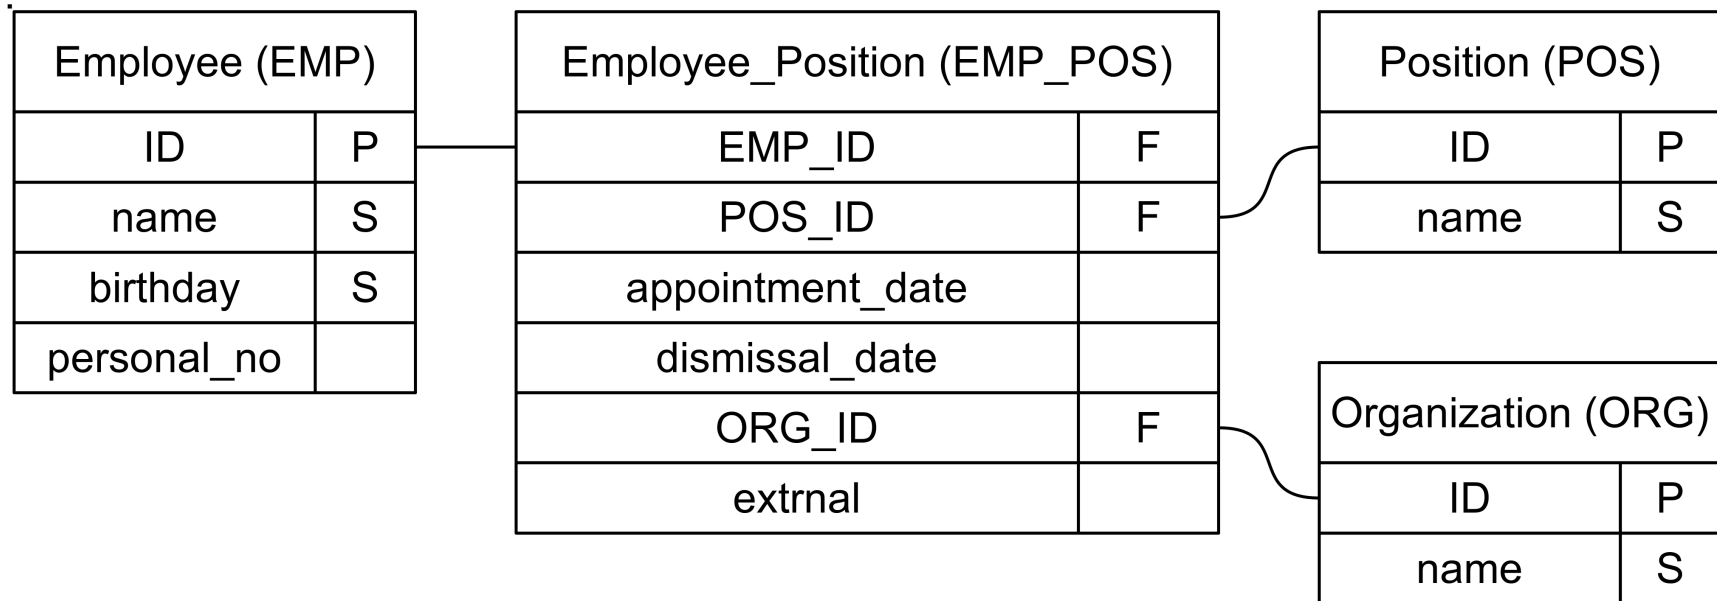 Employee (EMP)
ID P
name S
birthday S
personal_no
Employee_Position (EMP_POS)
EMP_ID F
POS_ID F
appointment_date
dismissal_date
ORG_ID F
extrnal
Position (POS)
ID P
name S
Organization (ORG)
ID P
name S